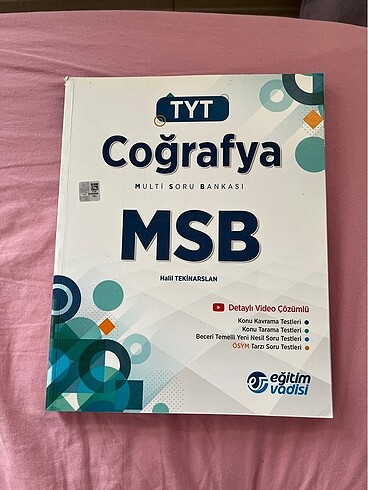 TYT
Coğrafya
MULTİ SORU BANKASI
MSB
Halil TEKİNARSLAN
Detaylı Video Çözümlü
Konu Kavrama Testleri
Konu Tarama Testleri
Beceri Temelli Yeni Nesil Soru Testleri
ÖSYM Tarzı Soru Testleri
eğitim
vadisi